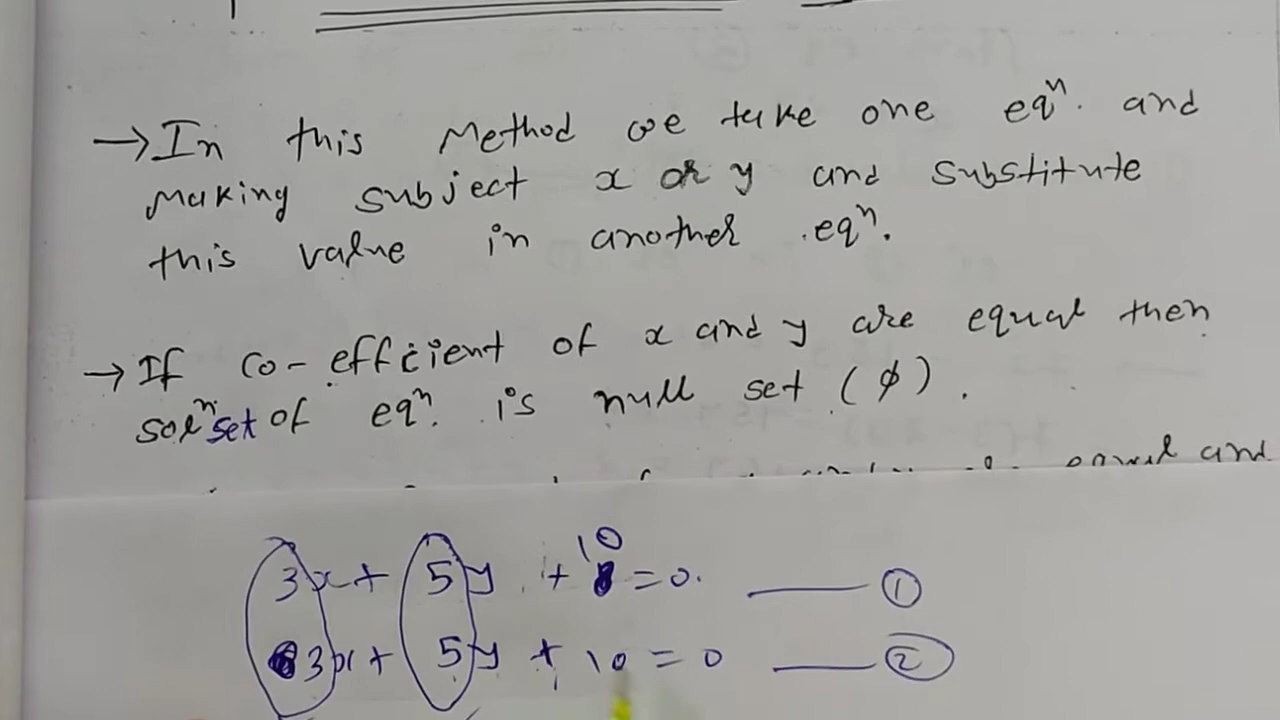 → In this Method we take one eqⁿ. and
making subject x or y and substitute
this value in another eqⁿ.
→ If co-efficient of x and y are equal then
solⁿ set of eqⁿ. is null set (ϕ).
equal and
10
3x + 5y + = 0. —— ①
3x + 5y + 10 = 0 —— ②